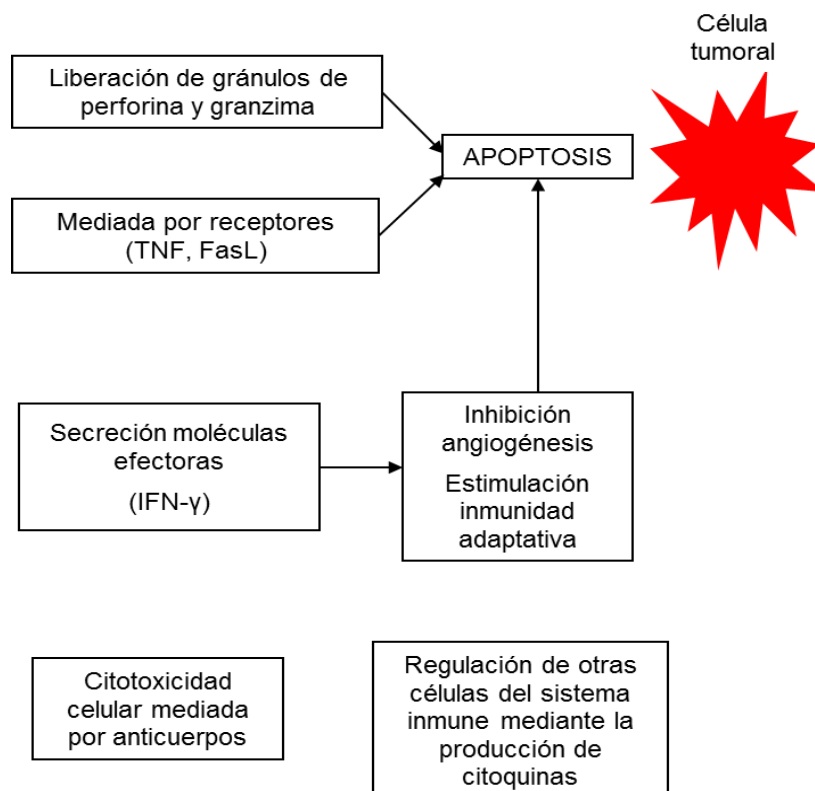 Célula
tumoral
Liberación de gránulos de
perforina y granzima
APOPTOSIS
Mediada por receptores
(TNF, FasL)
Secreción moléculas
efectoras
(IFN-γ)
Inhibición
angiogénesis
Estimulación
inmunidad
adaptativa
Citotoxicidad
celular mediada
por anticuerpos
Regulación de otras
células del sistema
inmune mediante la
producción de
citoquinas